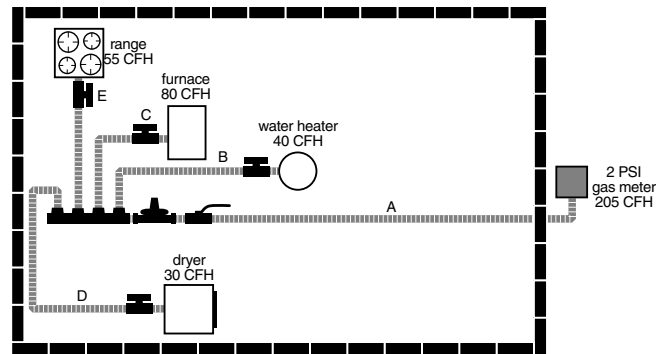 range
55 CFH
E
furnace
80 CFH
C
water heater
40 CFH
B
2 PSI
gas meter
205 CFH
A
dryer
30 CFH
D